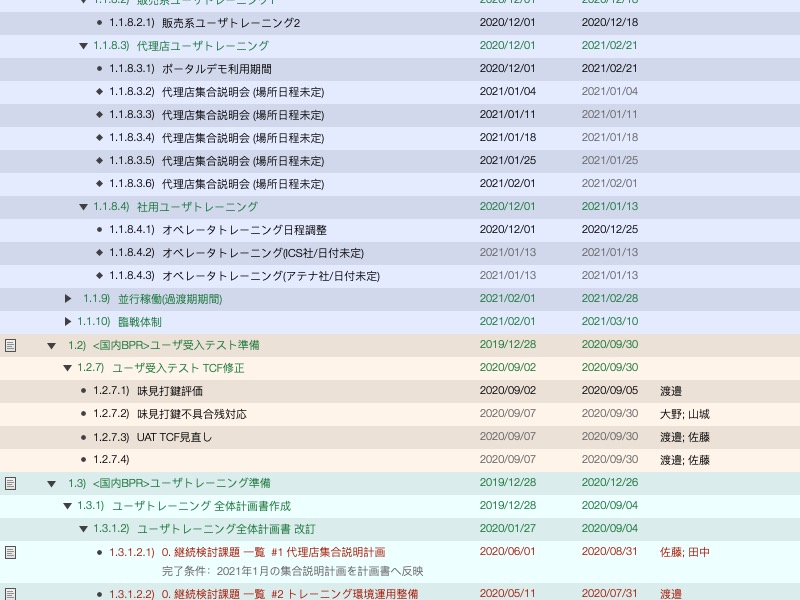 1.1.8.2) 販売系ユーザトレーニング1 2020/12/01 2020/12/18
1.1.8.2.1) 販売系ユーザトレーニング2 2020/12/01 2020/12/18
1.1.8.3) 代理店ユーザトレーニング 2020/12/01 2021/02/21
1.1.8.3.1) ポータルデモ利用期間 2020/12/01 2021/02/21
1.1.8.3.2) 代理店集合説明会 (場所日程未定) 2021/01/04 2021/01/04
1.1.8.3.3) 代理店集合説明会 (場所日程未定) 2021/01/11 2021/01/11
1.1.8.3.4) 代理店集合説明会 (場所日程未定) 2021/01/18 2021/01/18
1.1.8.3.5) 代理店集合説明会 (場所日程未定) 2021/01/25 2021/01/25
1.1.8.3.6) 代理店集合説明会 (場所日程未定) 2021/02/01 2021/02/01
1.1.8.4) 社用ユーザトレーニング 2020/12/01 2021/01/13
1.1.8.4.1) オペレータトレーニング日程調整 2020/12/01 2020/12/25
1.1.8.4.2) オペレータトレーニング(ICS社/日付未定) 2021/01/13 2021/01/13
1.1.8.4.3) オペレータトレーニング(アテナ社/日付未定) 2021/01/13 2021/01/13
1.1.9) 並行稼働(過渡期期間) 2021/02/01 2021/02/28
1.1.10) 臨戦体制 2021/02/01 2021/03/10
1.2) <国内BPR>ユーザ受入テスト準備 2019/12/28 2020/09/30
1.2.7) ユーザ受入テスト TCF修正 2020/09/02 2020/09/30
1.2.7.1) 味見打鍵評価 2020/09/02 2020/09/05 渡邉
1.2.7.2) 味見打鍵不具合残対応 2020/09/07 2020/09/30 大野; 山城
1.2.7.3) UAT TCF見直し 2020/09/07 2020/09/30 渡邉; 佐藤
1.2.7.4) 2020/09/07 2020/09/30 渡邉; 佐藤
1.3) <国内BPR>ユーザトレーニング準備 2019/12/28 2020/12/26
1.3.1) ユーザトレーニング 全体計画書作成 2019/12/28 2020/09/04
1.3.1.2) ユーザトレーニング全体計画書 改訂 2020/01/27 2020/09/04
1.3.1.2.1) 0. 継続検討課題 一覧 #1 代理店集合説明計画 2020/06/01 2020/08/31 佐藤; 田中
完了条件: 2021年1月の集合説明計画を計画書へ反映
1.3.1.2.2) 0. 継続検討課題 一覧 #2 トレーニング環境運用整備 2020/05/11 2020/07/31 渡邉